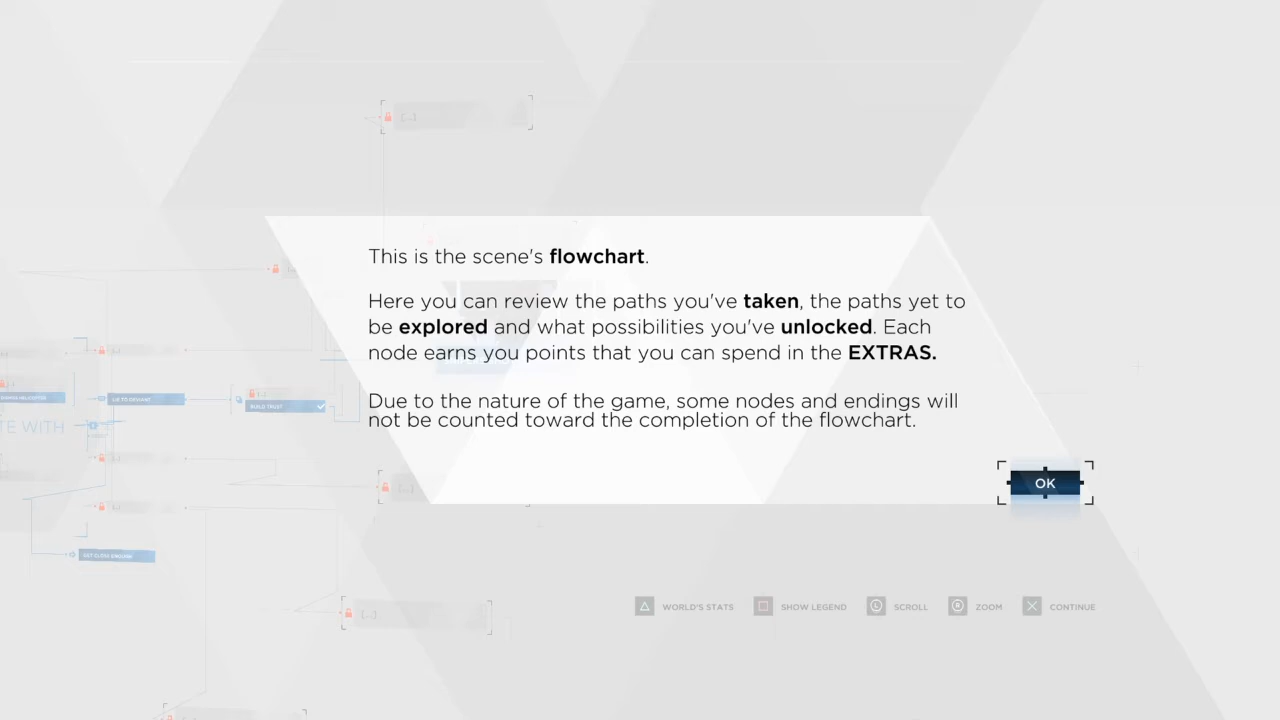 [...]
This is the scene's flowchart.
Here you can review the paths you've taken, the paths yet to
be explored and what possibilities you've unlocked. Each
node earns you points that you can spend in the EXTRAS.
LIE TO DEVIANT
BUILD TRUST
TE WITH
Due to the nature of the game, some nodes and endings will
not be counted toward the completion of the flowchart.
OK
GET CLOSE ENOUGH
WORLD'S STATS
SHOW LEGEND
SCROLL
ZOOM
CONTINUE
[...]